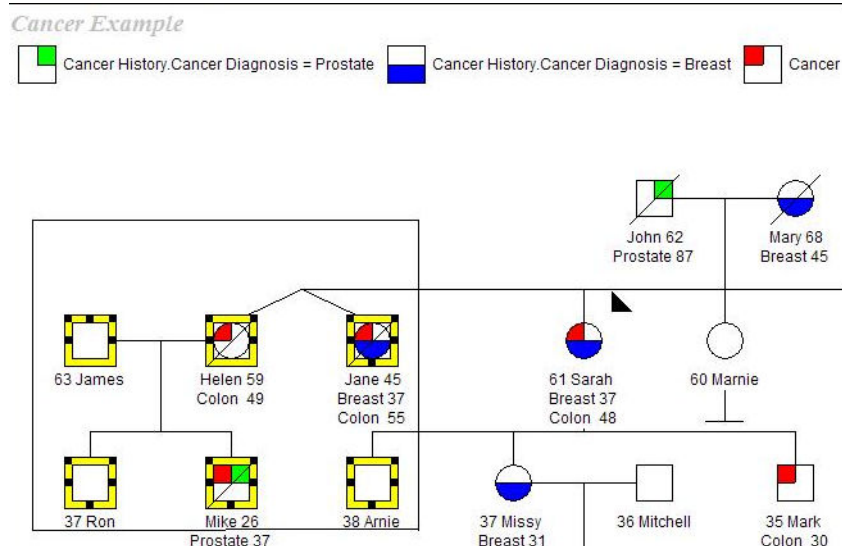 Cancer Example
Cancer History.Cancer Diagnosis = Prostate
Cancer History.Cancer Diagnosis = Breast
Cancer
John 62
Prostate 87
Mary 68
Breast 45
63 James
Helen 59
Colon 49
Jane 45
Breast 37
Colon 55
61 Sarah
Breast 37
Colon 48
60 Marnie
37 Ron
Mike 26
Prostate 37
38 Arnie
37 Missy
Breast 31
36 Mitchell
35 Mark
Colon 30